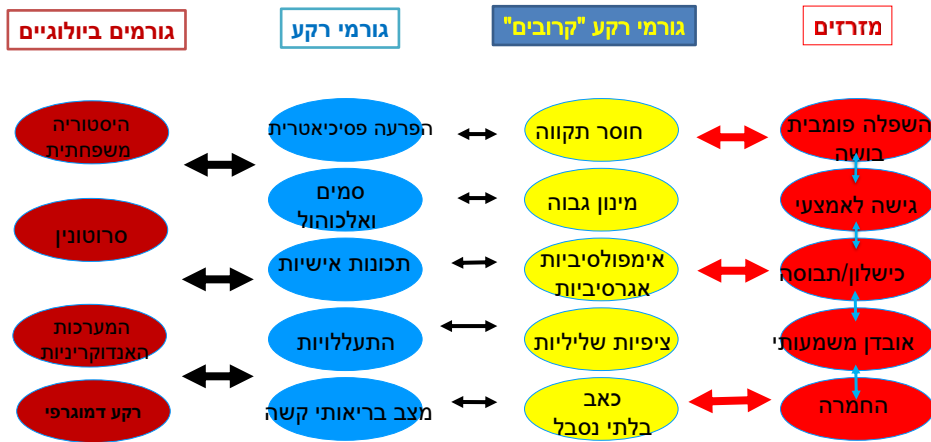 מזרזים
גורמי רקע "קרובים"
גורמי רקע
גורמים ביולוגיים
השפלה פומבית
בושה
גישה לאמצעי
כישלון/תבוסה
אובדן משמעותי
החמרה
חוסר תקווה
מינון גבוה
אימפולסיביות
אגרסיביות
ציפיות שליליות
כאב
בלתי נסבל
הפרעה פסיכיאטרית
סמים
ואלכוהול
תכונות אישיות
התעללויות
מצב בריאותי קשה
היסטוריה
משפחתית
סרוטונין
המערכות
האנדוקריניות
רקע דמוגרפי